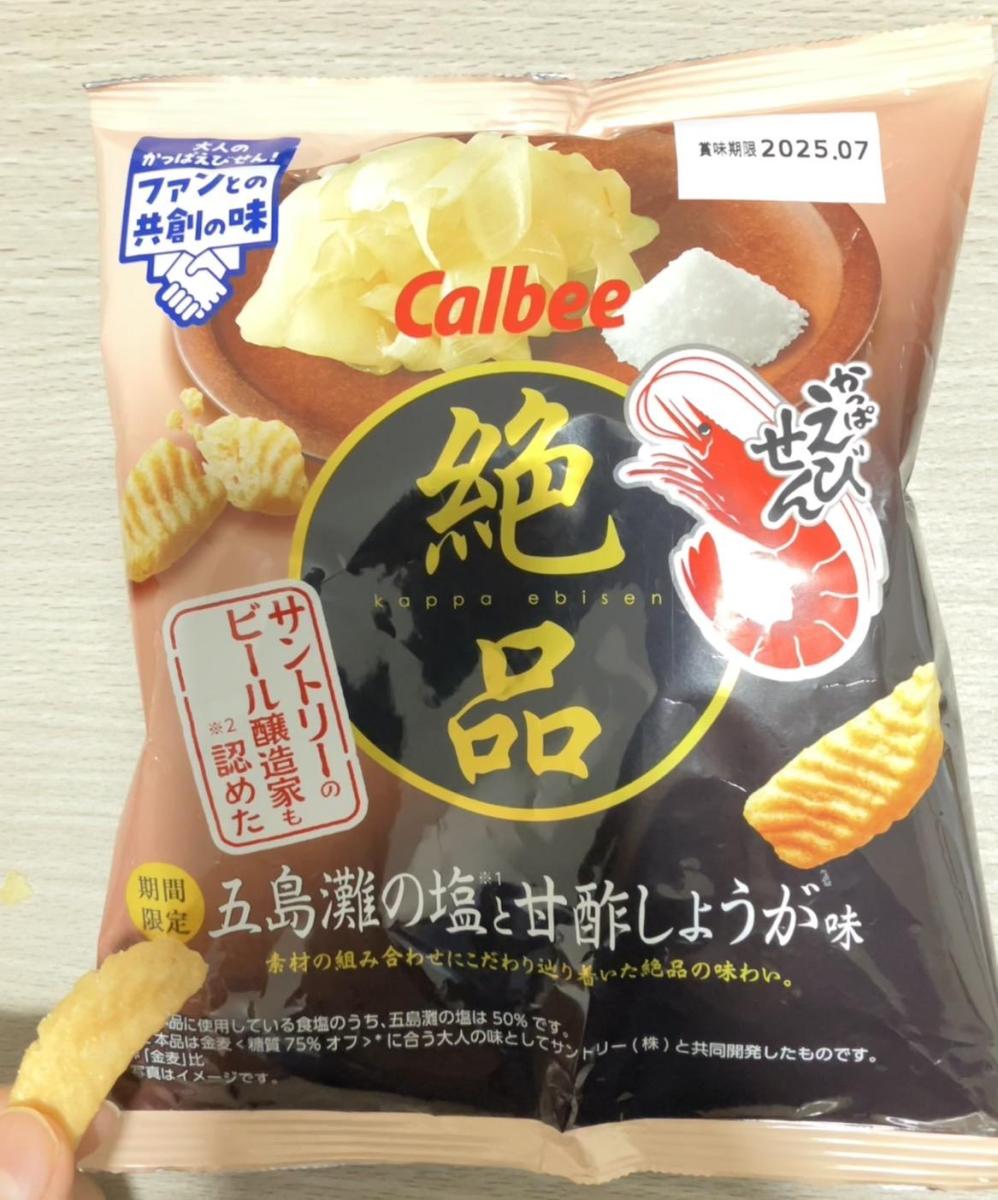 大人の
かっぱえびせん!
ファンとの
共創の味
賞味期限 2025.07
Calbee
かっぱ
えび
せん
絶
kappa ebisen
品
サントリーの
ビール醸造家も
※2 認めた
期間
限定
五島灘の塩※1と甘酢しょうが味
素材の組み合わせにこだわり辿り着いた絶品の味わい。
品に使用している食塩のうち、五島灘の塩は50%です。
本品は金麦<糖質75%オフ>*に合う大人の味としてサントリー(株)と共同開発したものです。
「金麦」比
写真はイメージです。